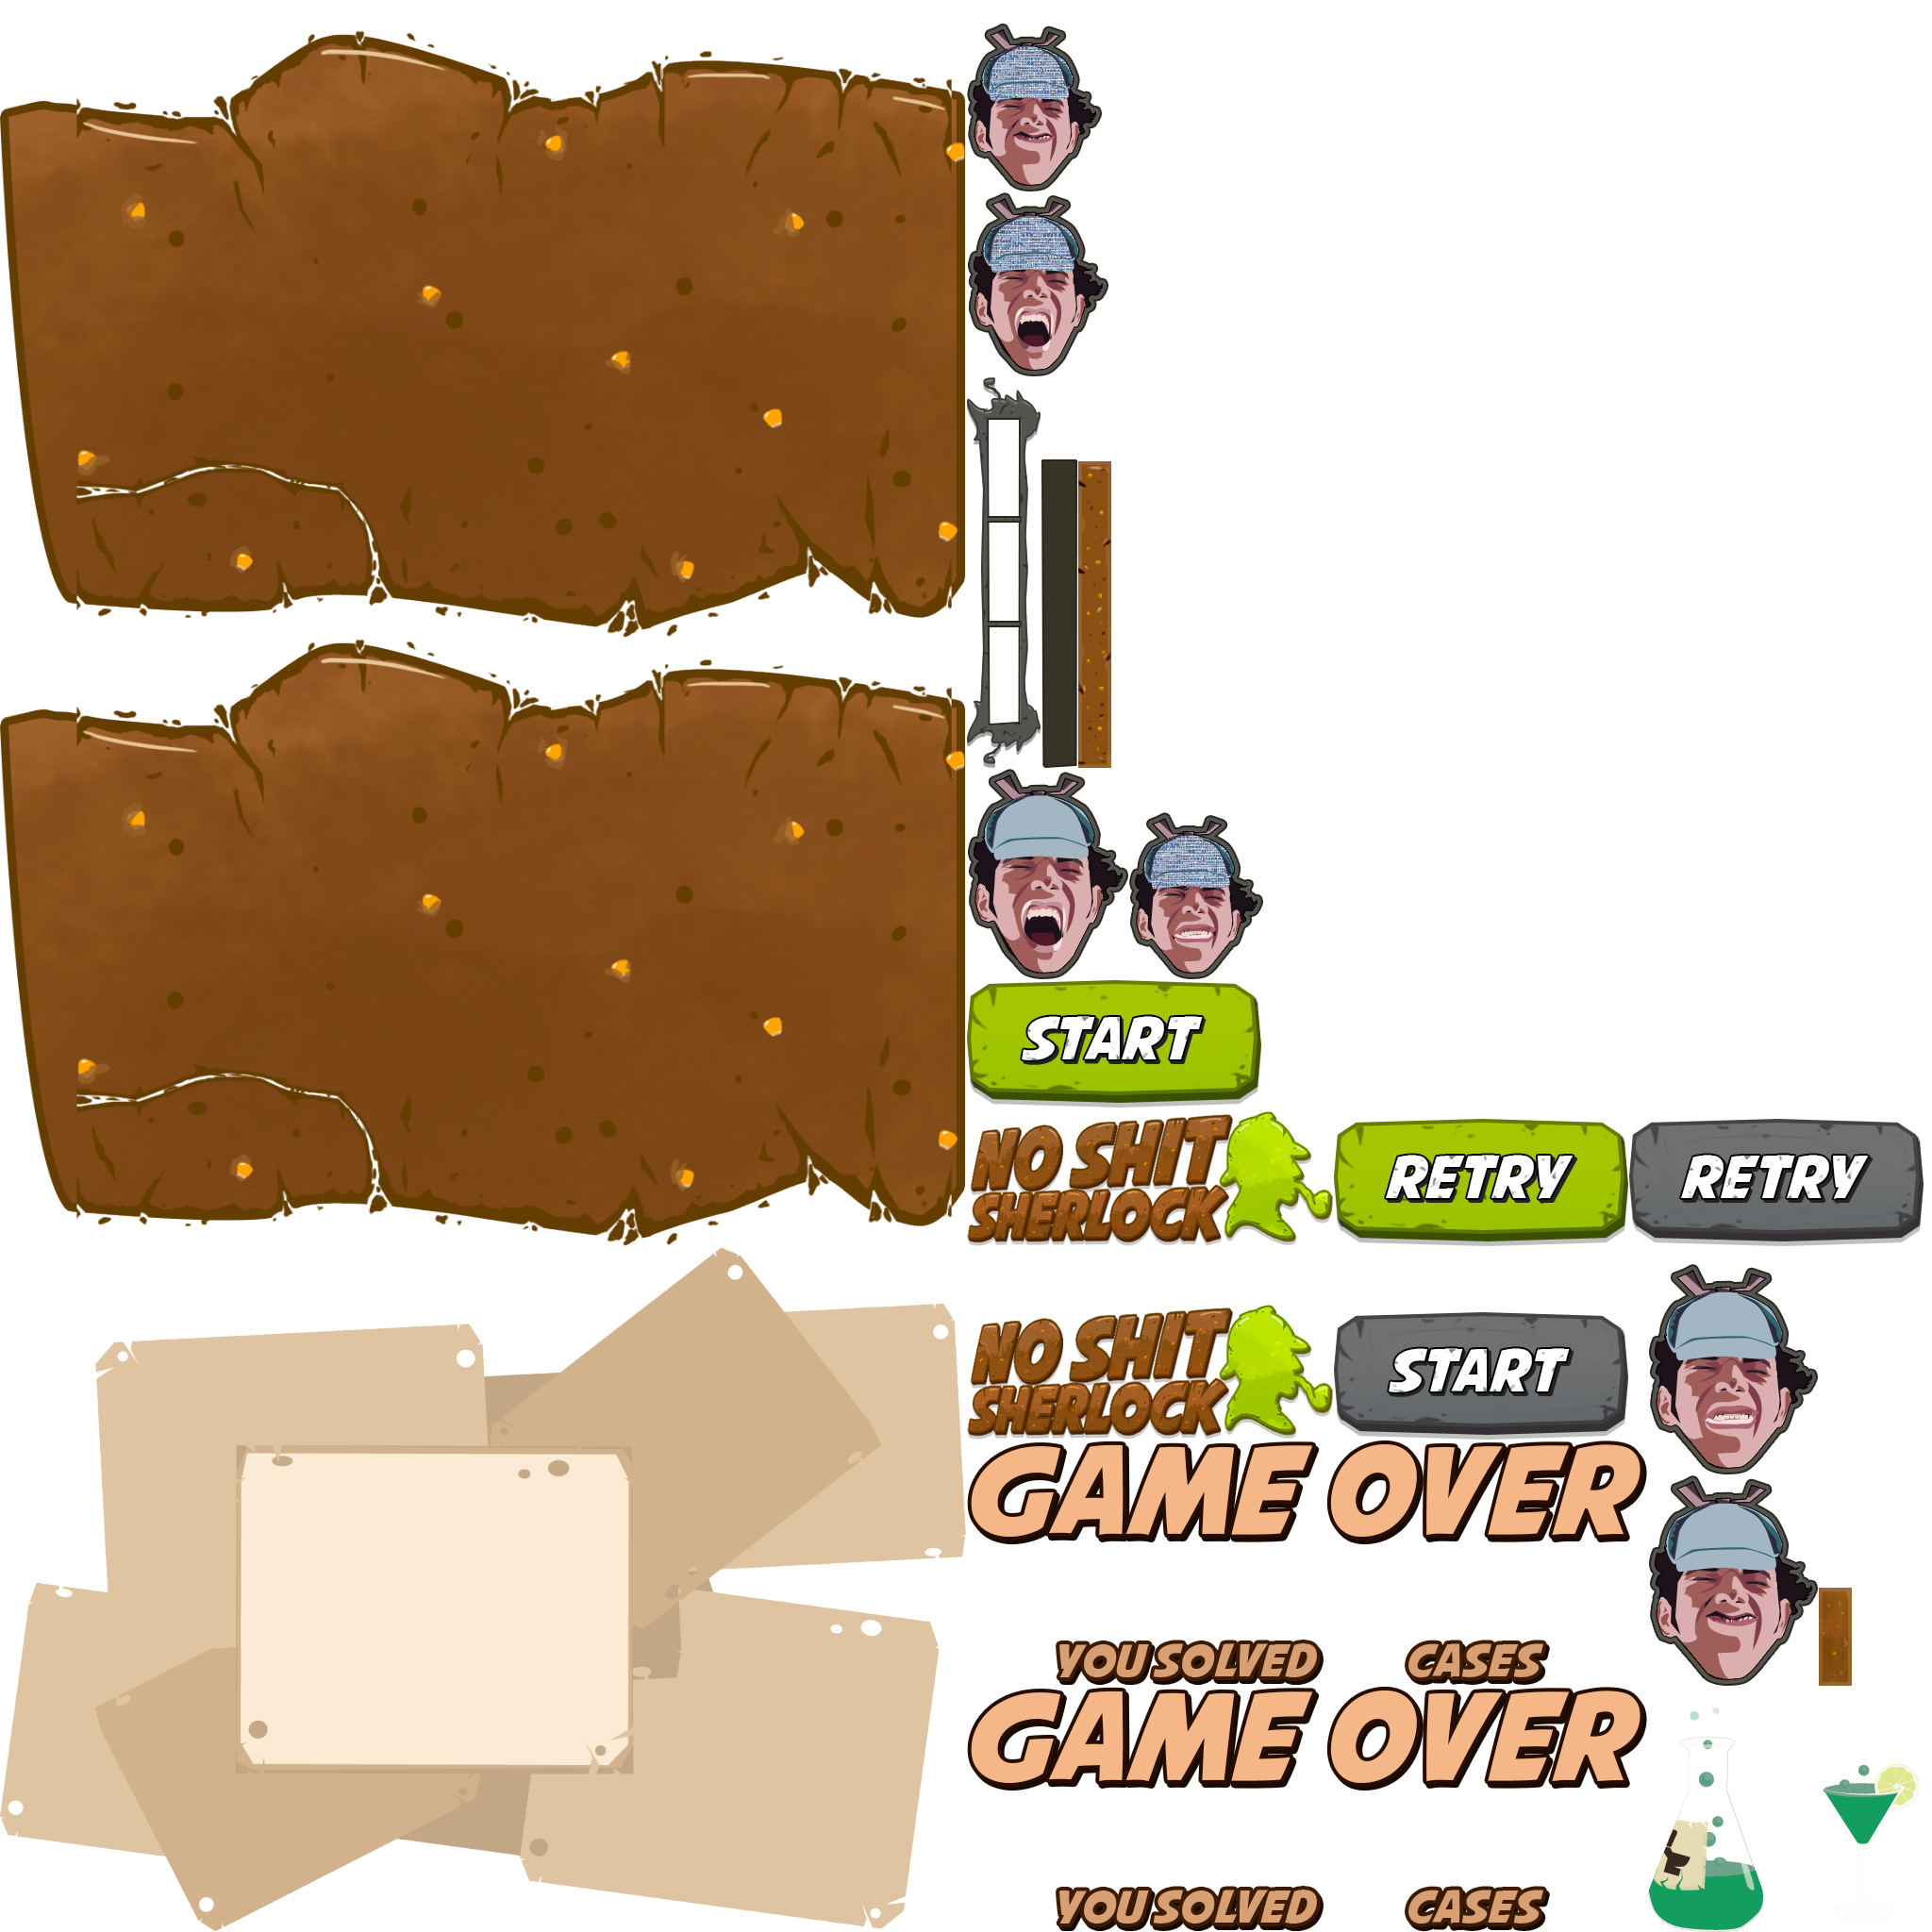 START
NO SHIT
SHERLOCK
RETRY
RETRY
NO SHIT
SHERLOCK
START
GAME OVER
YOU SOLVED CASES
GAME OVER
YOU SOLVED CASES